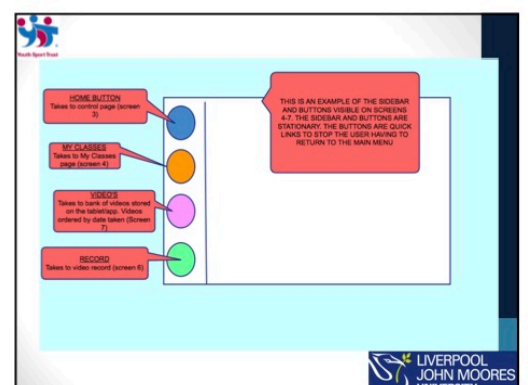 Youth Sport Trust
HOME BUTTON
Takes to control page (screen
3)
MY CLASSES
Takes to My Classes
page (screen 4)
VIDEO'S
Takes to bank of videos stored
on the tablet/app. Videos
ordered by date taken (Screen
7)
RECORD
Takes to video record (screen 6)
THIS IS AN EXAMPLE OF THE SIDEBAR
AND BUTTONS VISIBLE ON SCREENS
4-7. THE SIDEBAR AND BUTTONS ARE
STATIONARY. THE BUTTONS ARE QUICK
LINKS TO STOP THE USER HAVING TO
RETURN TO THE MAIN MENU
LIVERPOOL
JOHN MOORES
UNIVERSITY